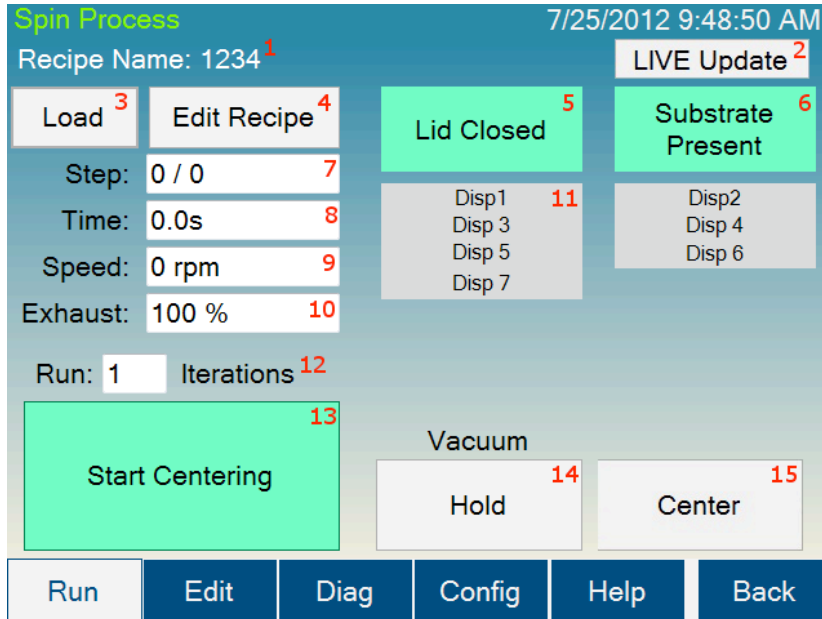 Spin Process 7/25/2012 9:48:50 AM
Recipe Name: 1234 1
LIVE Update 2
Load 3
Edit Recipe 4
Lid Closed 5
Substrate Present 6
Step: 0 / 0 7
Time: 0.0s 8
Speed: 0 rpm 9
Exhaust: 100 % 10
Disp1 11
Disp 3
Disp 5
Disp 7
Disp2
Disp 4
Disp 6
Run: 1 Iterations 12
Start Centering 13
Vacuum
Hold 14
Center 15
Run Edit Diag Config Help Back